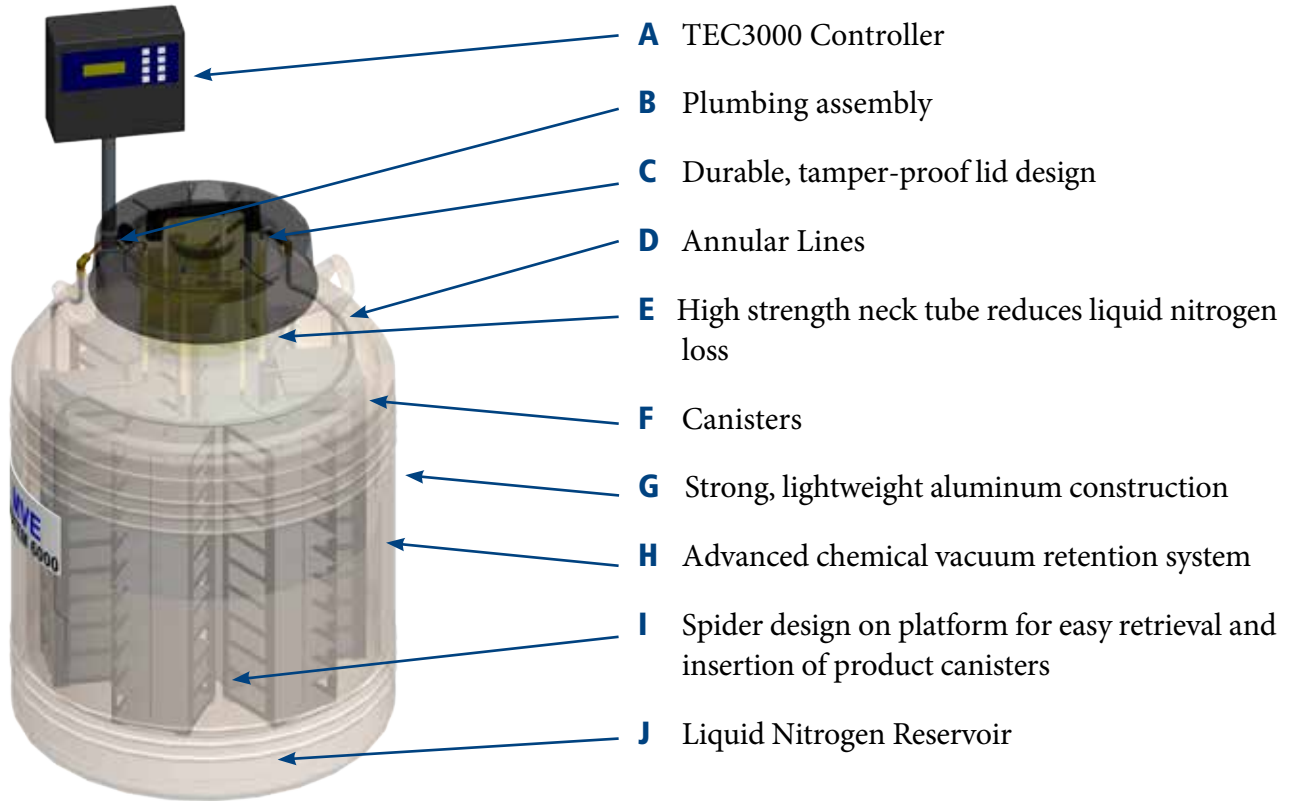 A TEC3000 Controller
B Plumbing assembly
C Durable, tamper-proof lid design
D Annular Lines
E High strength neck tube reduces liquid nitrogen
loss
F Canisters
G Strong, lightweight aluminum construction
H Advanced chemical vacuum retention system
I Spider design on platform for easy retrieval and
insertion of product canisters
J Liquid Nitrogen Reservoir
MVE
6000